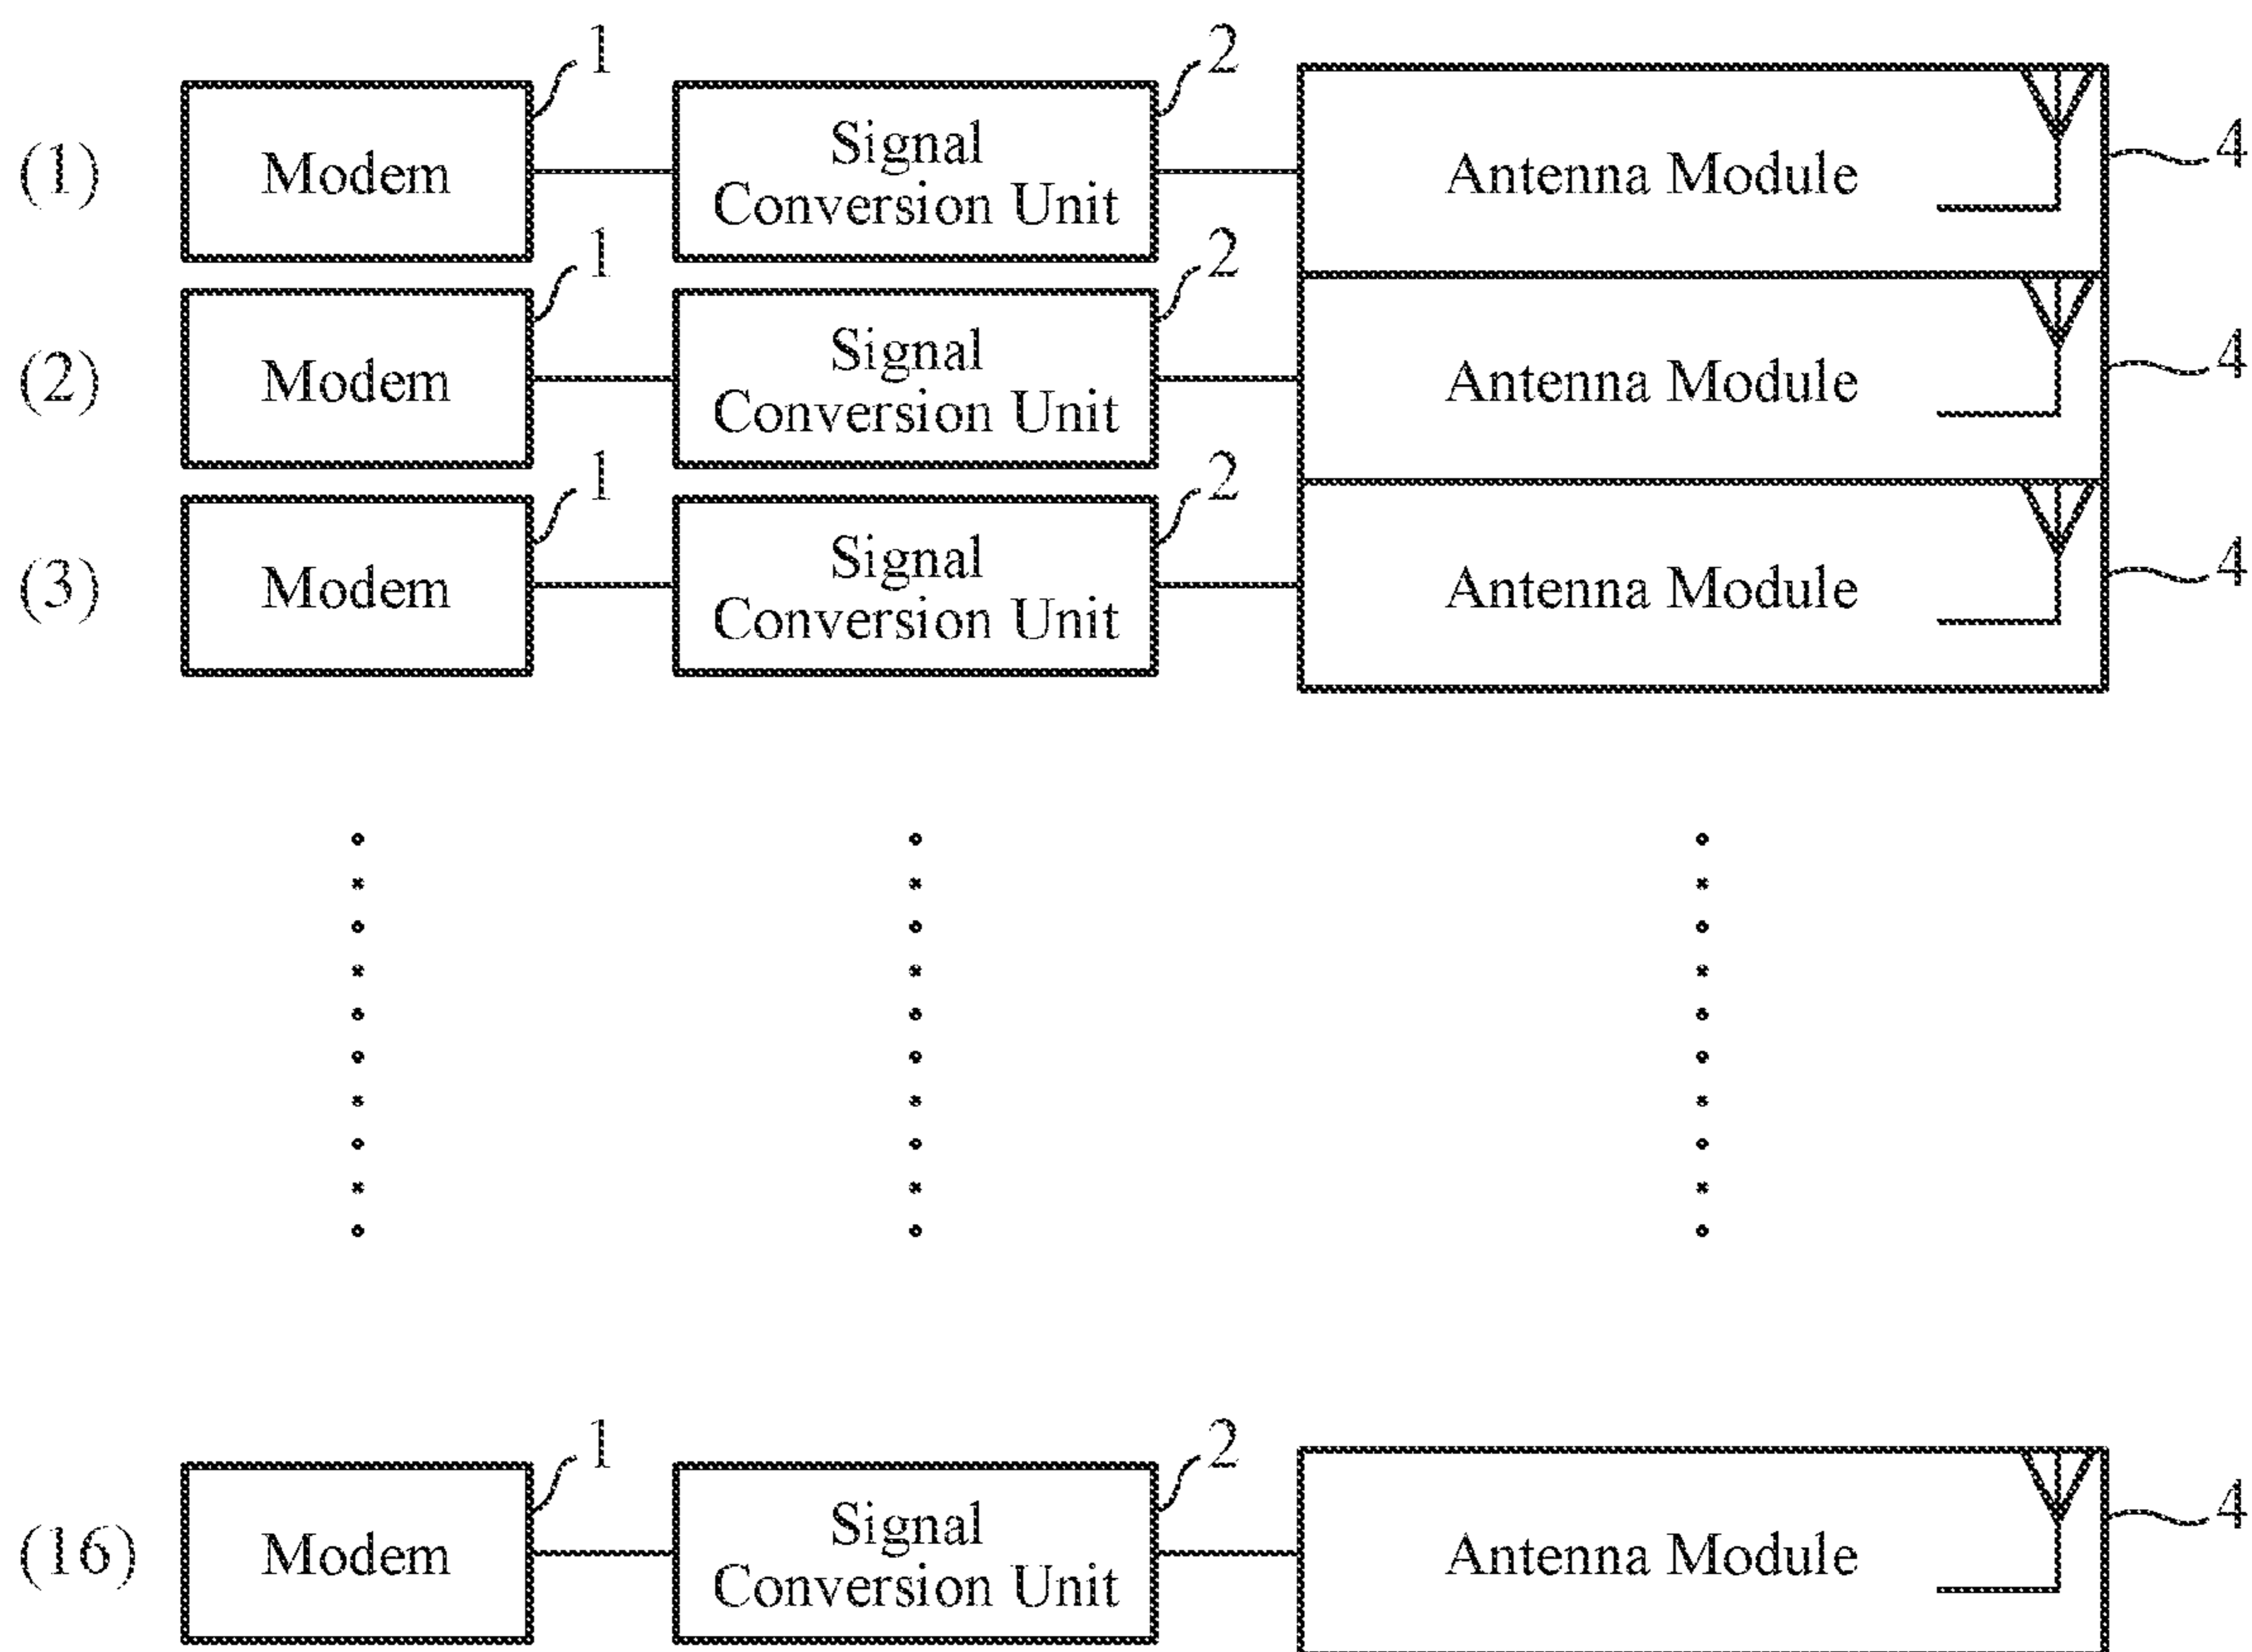 1
2
(1)
Modem
Signal
Conversion Unit
Antenna Module
4
1
2
(2)
Modem
Signal
Conversion Unit
Antenna Module
4
1
2
(3)
Modem
Signal
Conversion Unit
Antenna Module
4
1
2
(16)
Modem
Signal
Conversion Unit
Antenna Module
4